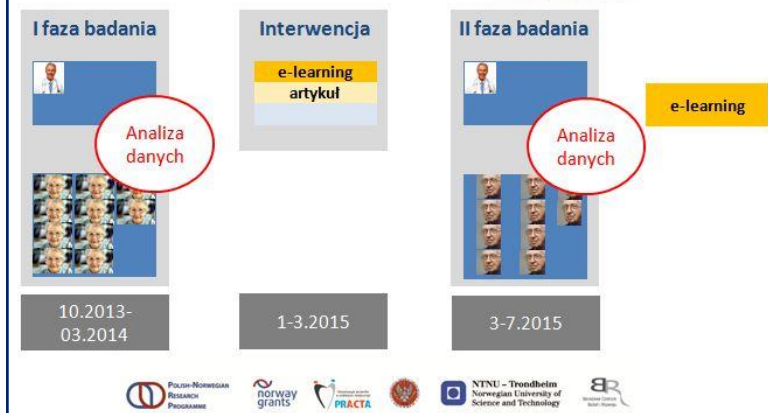 I faza badania
Interwencja
II faza badania
e-learning
artykuł
Analiza
danych
Analiza
danych
e-learning
10.2013-
03.2014
1-3.2015
3-7.2015
POLISH-NORWEGIAN
RESEARCH
PROGRAMME
norway
grants
PRACTA
NTNU – Trondheim
Norwegian University of
Science and Technology